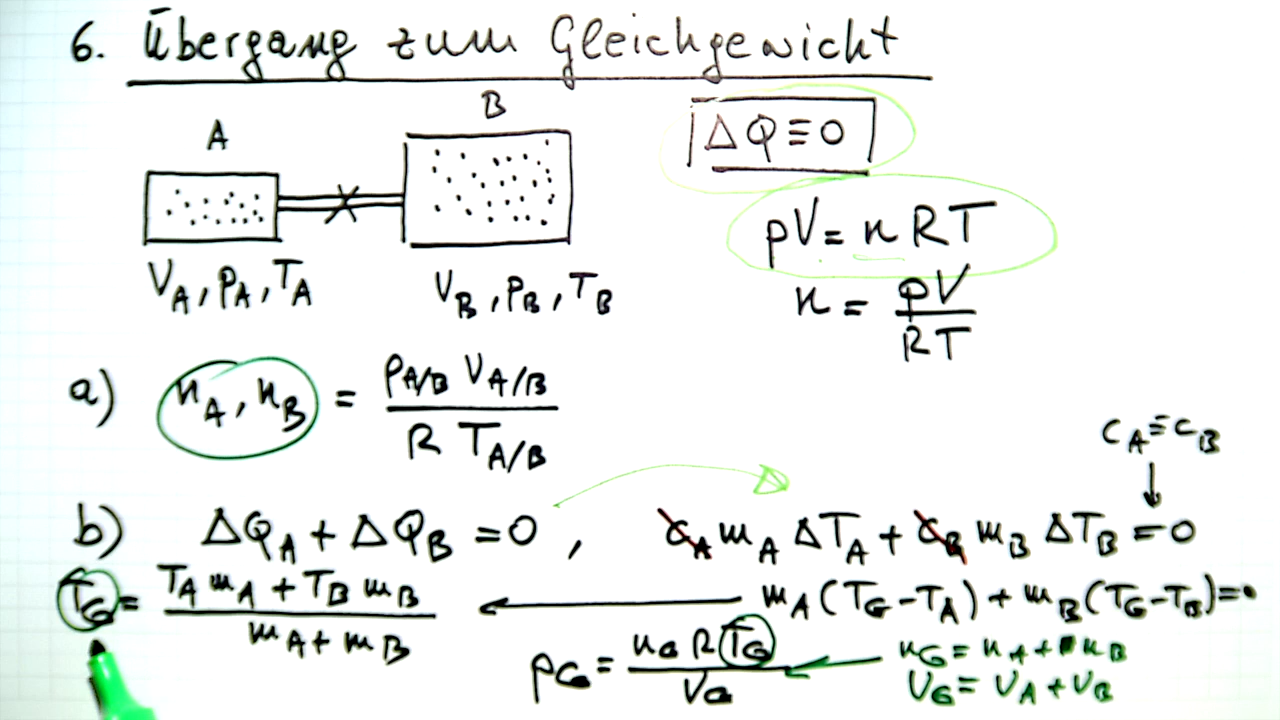 6. Übergang zum Gleichgewicht
A
B
ΔQ ≡ 0
pV = nRT
V_A, p_A, T_A
V_B, p_B, T_B
n = pV / RT
a) n_A, n_B = p_A/B V_A/B / R T_A/B
c_A ≡ c_B
b) ΔQ_A + ΔQ_B = 0 , c_A m_A ΔT_A + c_B m_B ΔT_B = 0
T_G = T_A m_A + T_B m_B / m_A + m_B
m_A (T_G - T_A) + m_B (T_G - T_B) = 0
p_G = n_G R T_G / V_G
n_G = n_A + n_B
V_G = V_A + V_B